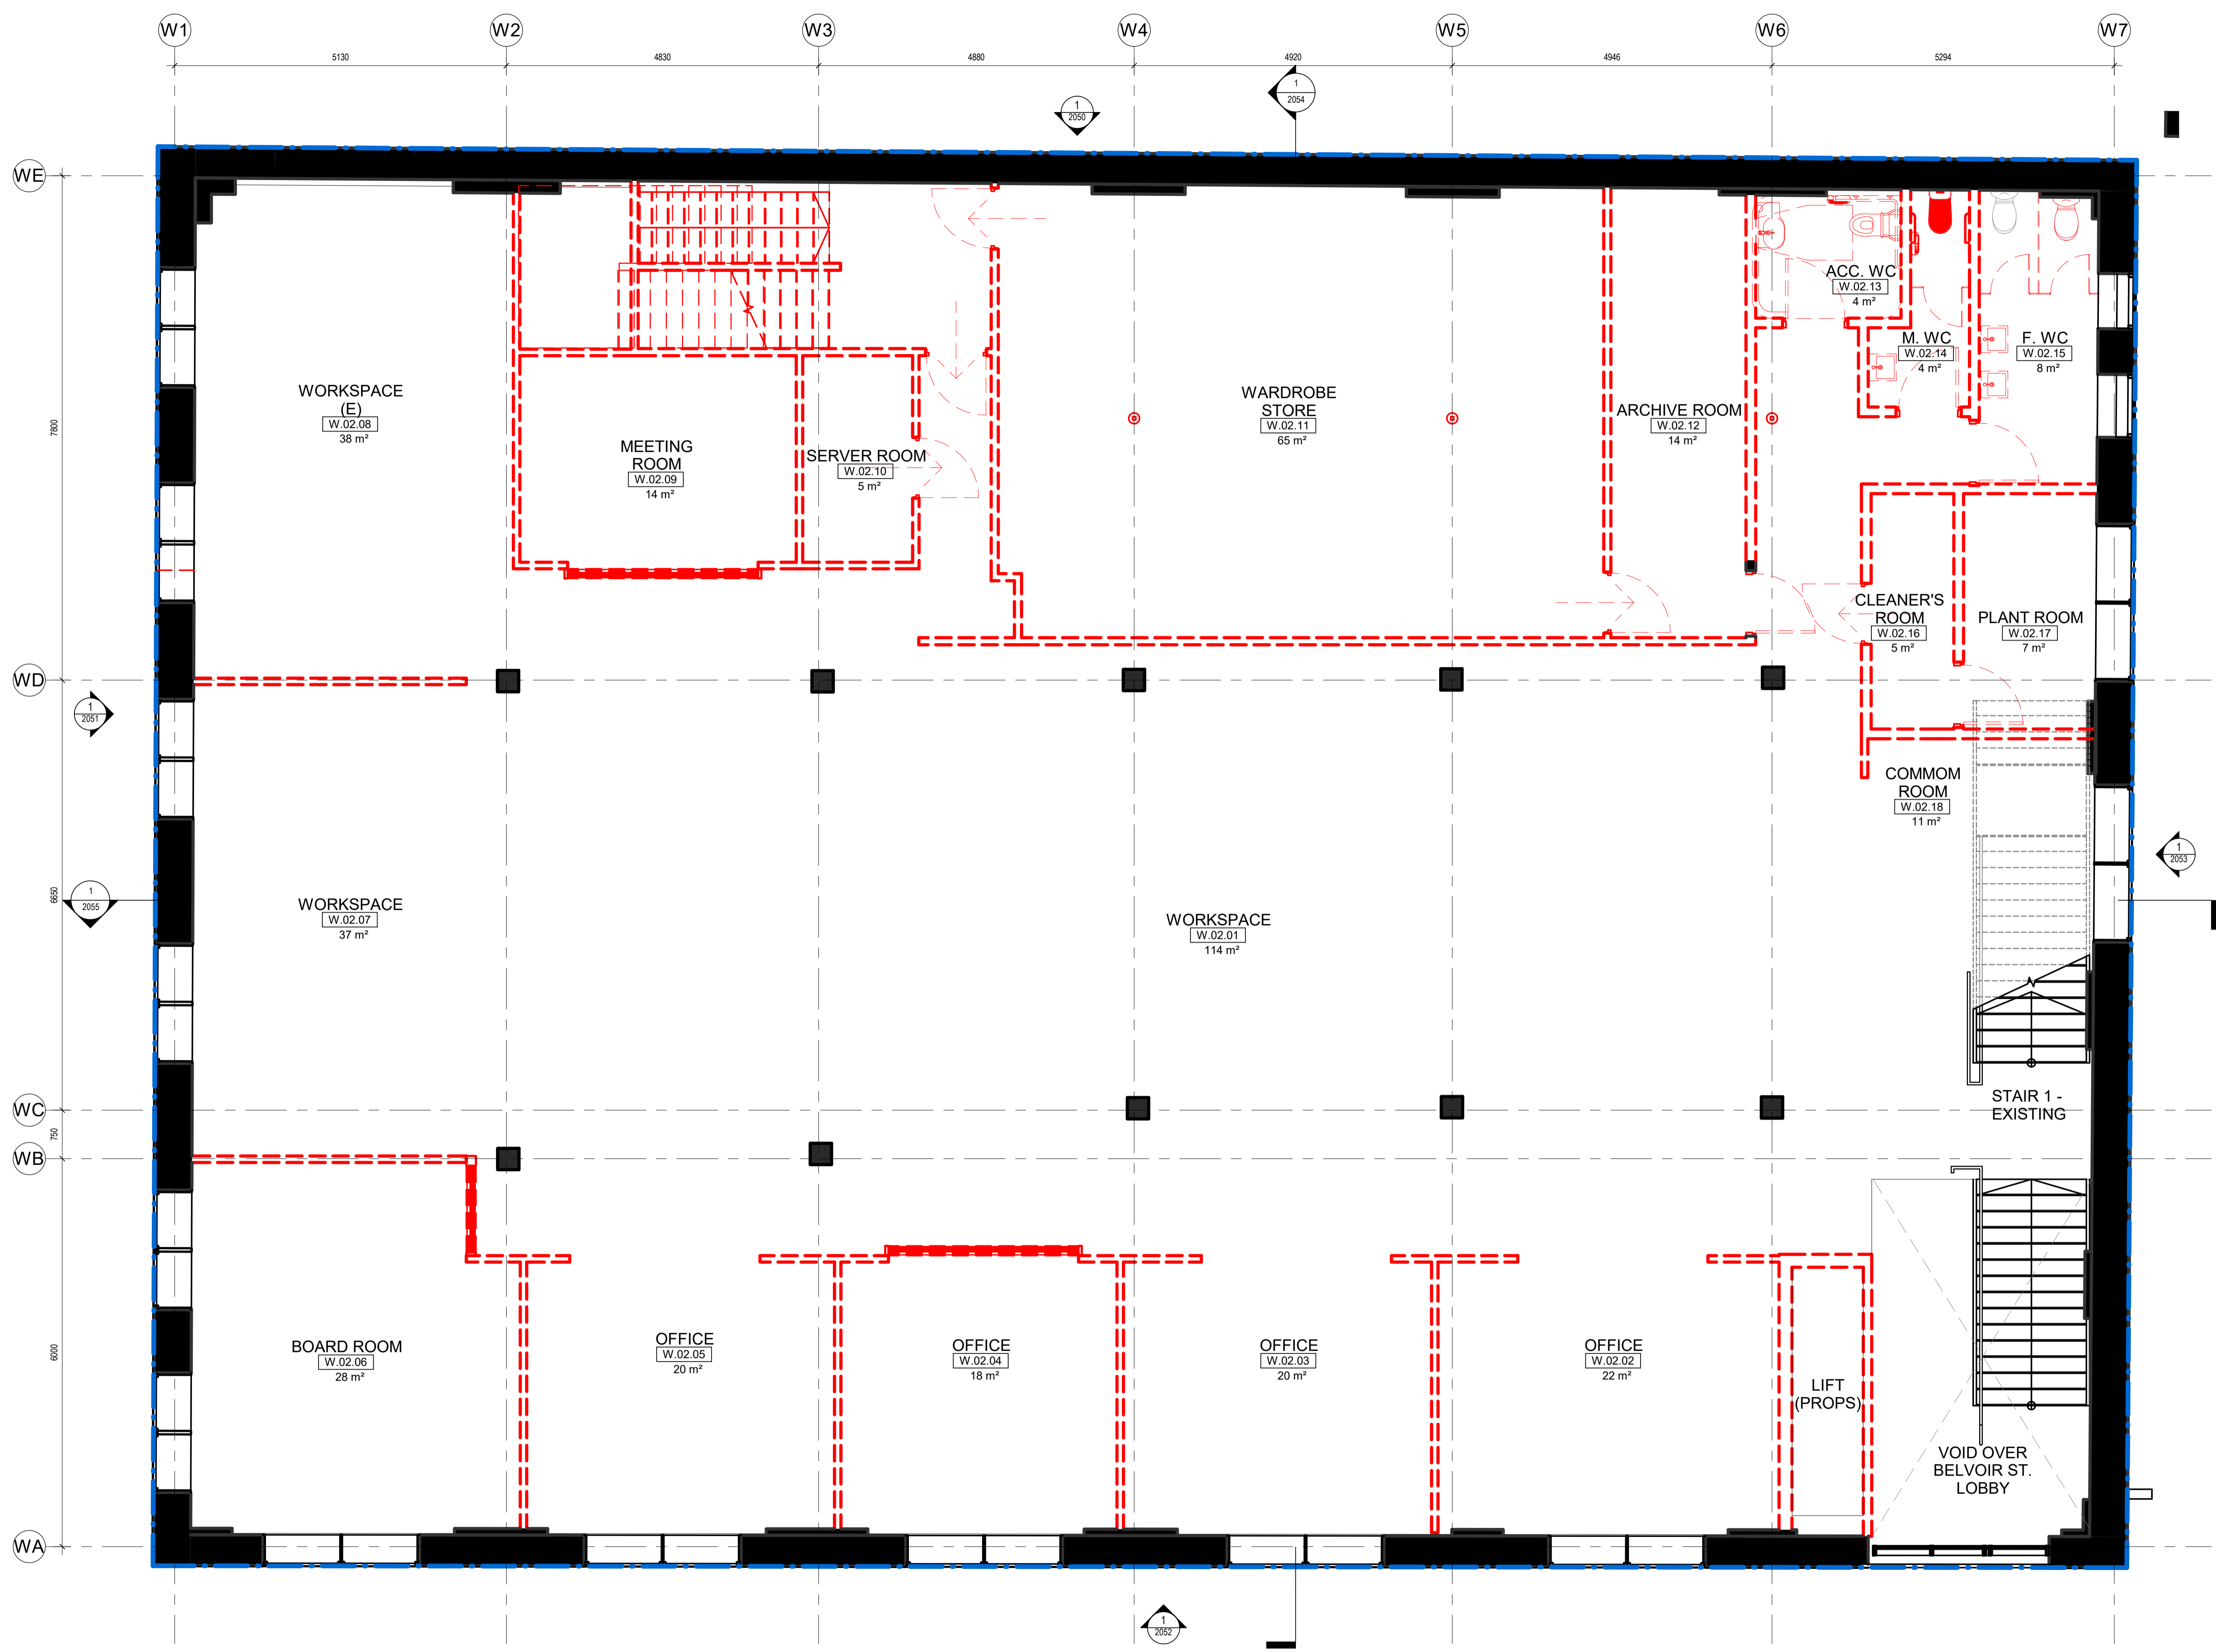 W1
W2
W3
W4
W5
W6
W7
5130
4830
4880
4920
4946
5294
1
2054
1
2050
WE
ACC. WC
W.02.13
4 m²
M. WC
W.02.14
4 m²
F. WC
W.02.15
8 m²
WORKSPACE
(E)
W.02.08
38 m²
WARDROBE
STORE
W.02.11
65 m²
ARCHIVE ROOM
W.02.12
14 m²
7800
MEETING
ROOM
W.02.09
14 m²
SERVER ROOM
W.02.10
5 m²
CLEANER'S
ROOM
W.02.16
5 m²
PLANT ROOM
W.02.17
7 m²
WD
1
2051
COMMOM
ROOM
W.02.18
11 m²
1
2053
6650
1
2055
WORKSPACE
W.02.07
37 m²
WORKSPACE
W.02.01
114 m²
STAIR 1 -
EXISTING
WC
750
WB
6000
BOARD ROOM
W.02.06
28 m²
OFFICE
W.02.05
20 m²
OFFICE
W.02.04
18 m²
OFFICE
W.02.03
20 m²
OFFICE
W.02.02
22 m²
LIFT
(PROPS)
VOID OVER
BELVOIR ST.
LOBBY
WA
1
2052